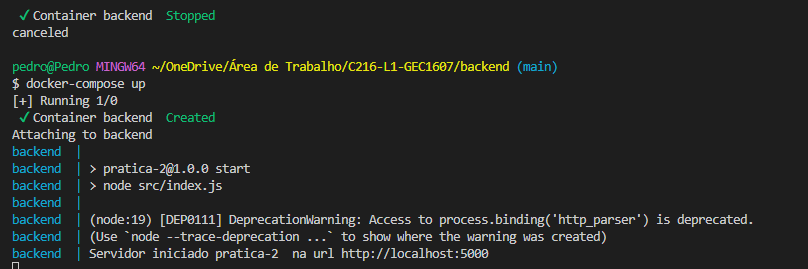 ✓Container backend  Stopped
canceled
pedro@Pedro MINGW64 ~/OneDrive/Área de Trabalho/C216-L1-GEC1607/backend (main)
$ docker-compose up
[+] Running 1/0
✓Container backend  Created
Attaching to backend
backend  |
backend  | > pratica-2@1.0.0 start
backend  | > node src/index.js
backend  |
backend  | (node:19) [DEP0111] DeprecationWarning: Access to process.binding('http_parser') is deprecated.
backend  | (Use `node --trace-deprecation ...` to show where the warning was created)
backend  | Servidor iniciado pratica-2  na url http://localhost:5000